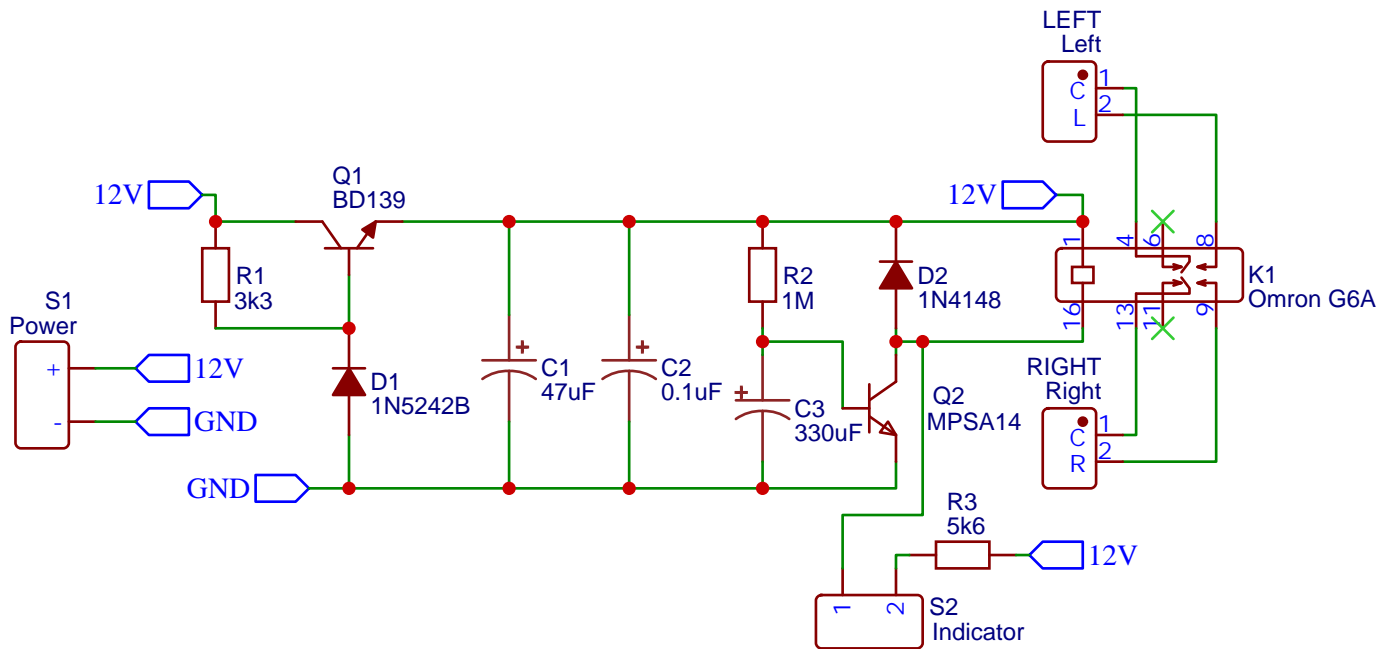 LEFT
Left
1
C
2
L
12V
Q1
BD139
12V
1
4
6
8
R1
3k3
R2
1M
D2
1N4148
K1
Omron G6A
16
13
11
9
S1
Power
+
12V
-
GND
D1
1N5242B
+
C1
47uF
+
C2
0.1uF
+
C3
330uF
Q2
MPSA14
RIGHT
Right
1
C
2
R
GND
R3
5k6
12V
1
2
S2
Indicator